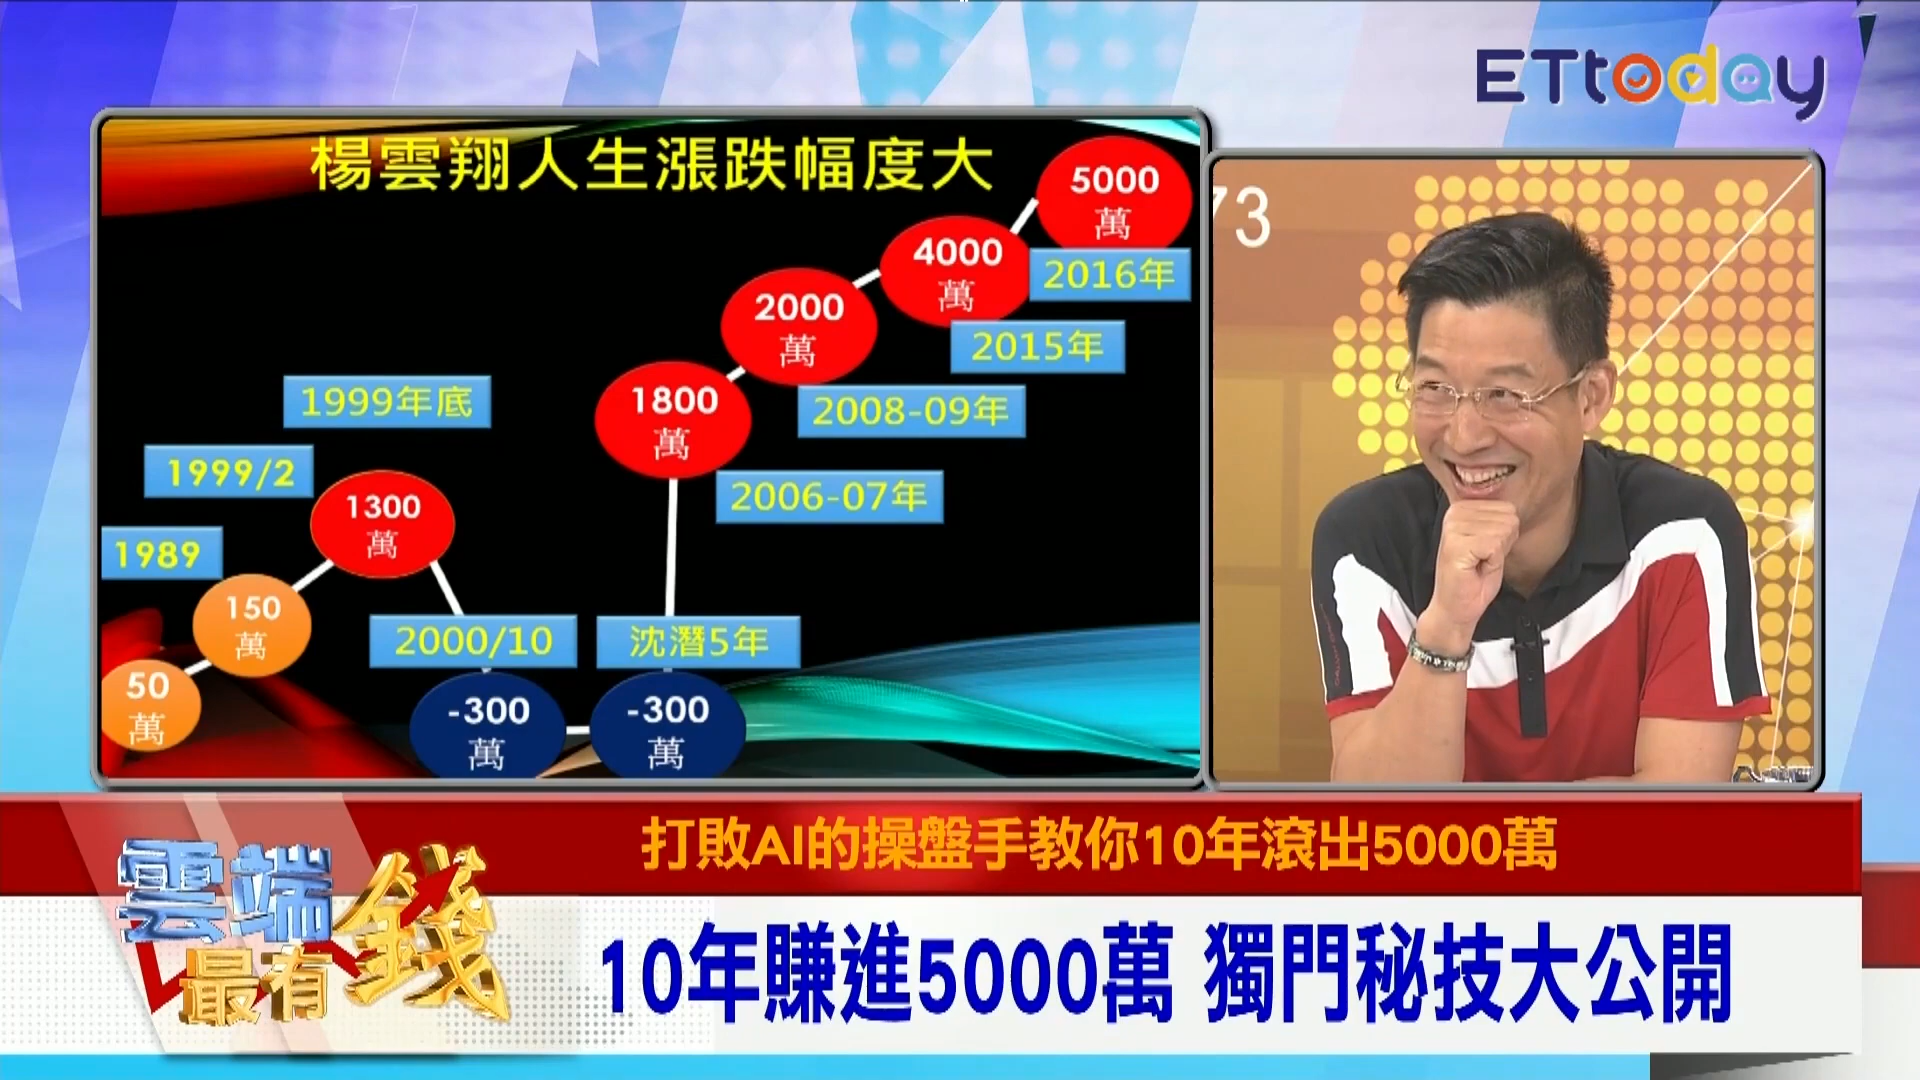 ETtoday
楊雲翔人生漲跌幅度大
5000
萬
2016年
4000
萬
2015年
2000
萬
2008-09年
1800
萬
2006-07年
1999年底
1999/2
1300
萬
1989
150
萬
50
萬
2000/10
-300
萬
沈潛5年
-300
萬
73
打敗AI的操盤手教你10年滾出5000萬
雲端
最有錢
10年賺進5000萬 獨門秘技大公開